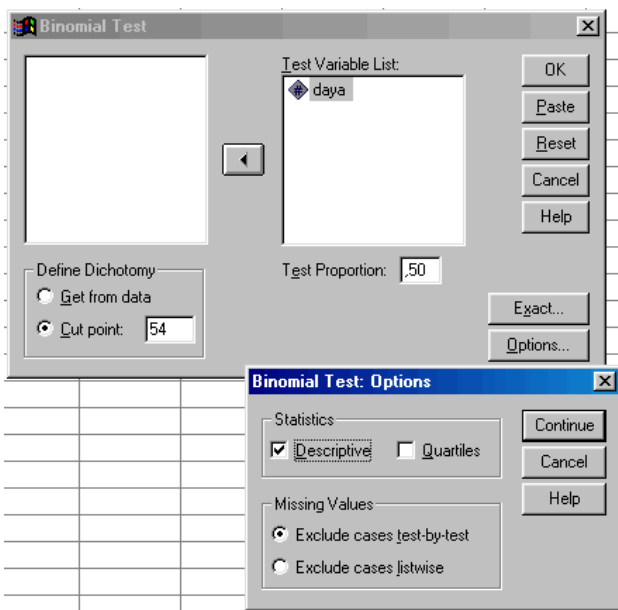 Binomial Test
Test Variable List:
daya
OK
Paste
Reset
Cancel
Help
Define Dichotomy
Get from data
Cut point: 54
Test Proportion: ,50
Exact...
Options...
Binomial Test: Options
Statistics
Descriptive Quartiles
Continue
Cancel
Help
Missing Values
Exclude cases test-by-test
Exclude cases listwise